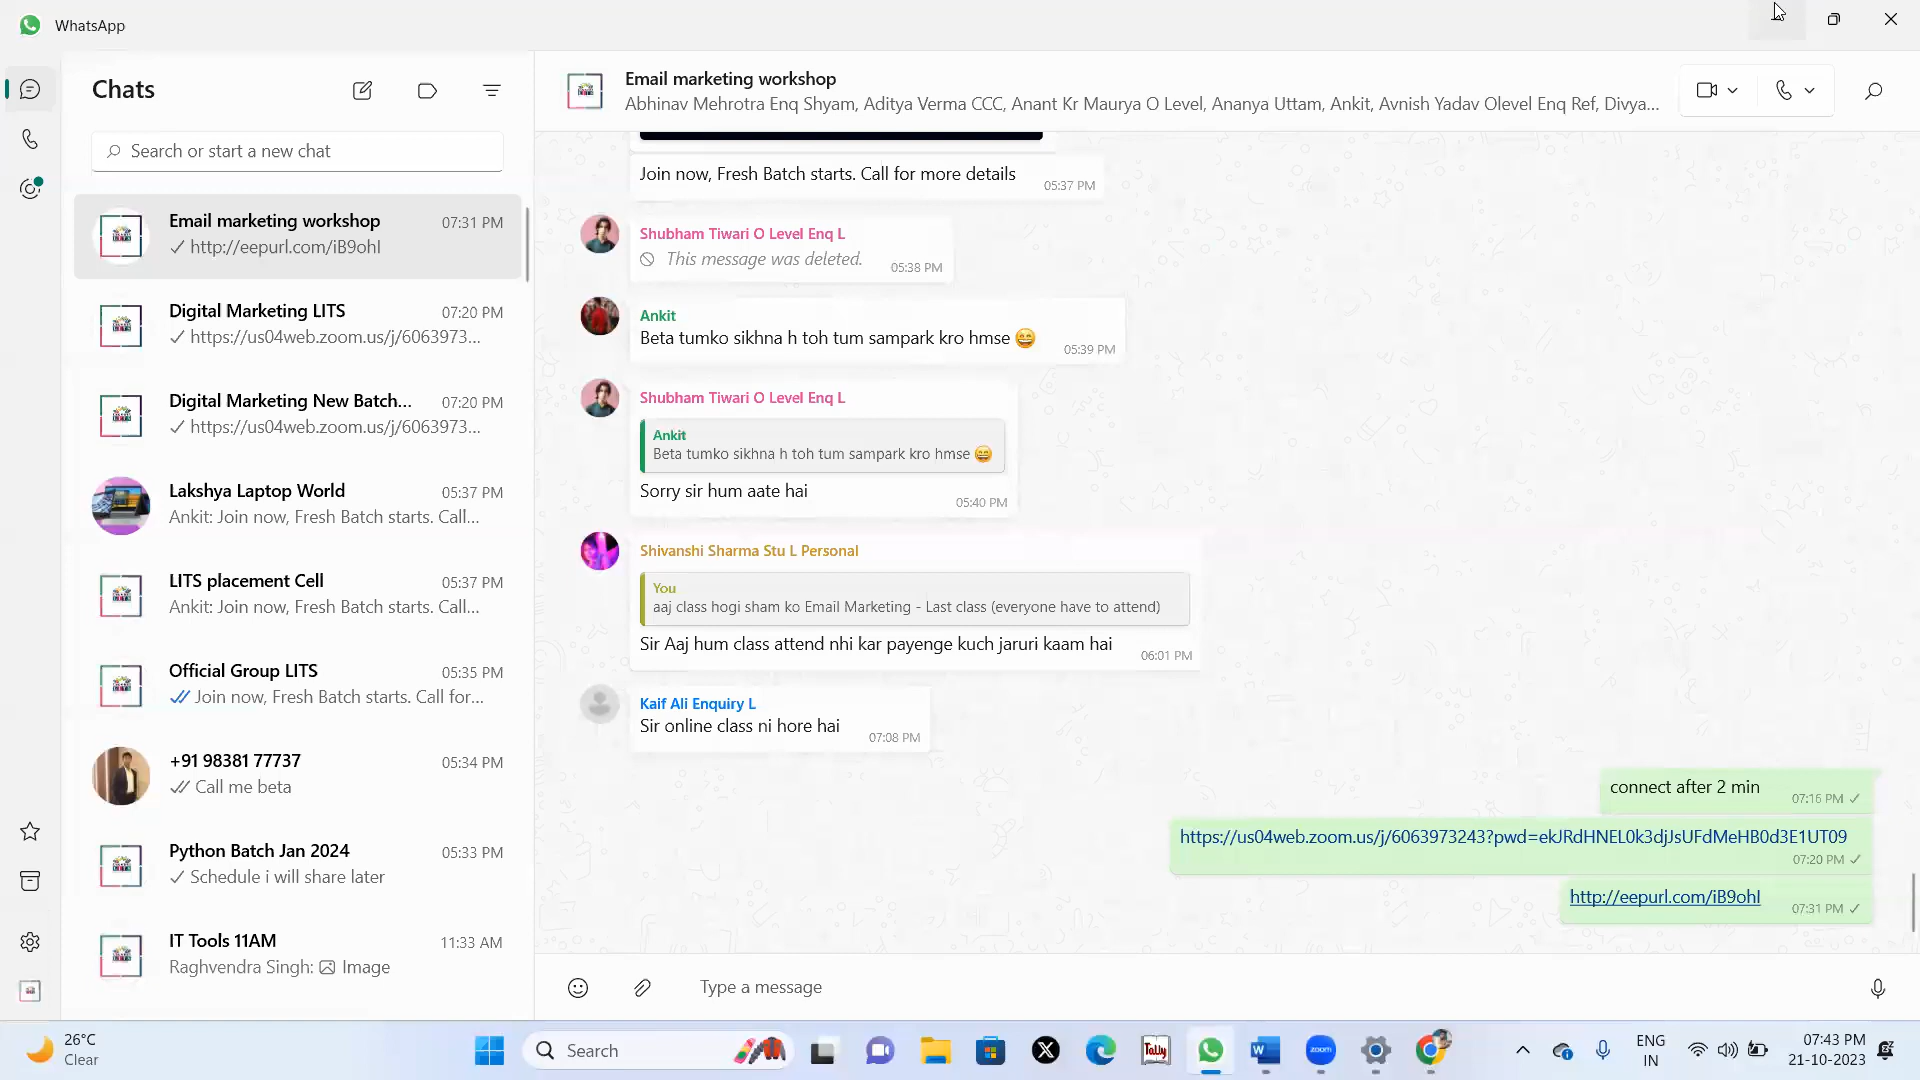 WhatsApp
Chats
Search or start a new chat
Email marketing workshop 07:31 PM
http://eepurl.com/iB9ohI
Digital Marketing LITS 07:20 PM
https://us04web.zoom.us/j/6063973...
Digital Marketing New Batch... 07:20 PM
https://us04web.zoom.us/j/6063973...
Lakshya Laptop World 05:37 PM
Ankit: Join now, Fresh Batch starts. Call...
LITS placement Cell 05:37 PM
Ankit: Join now, Fresh Batch starts. Call...
Official Group LITS 05:35 PM
Join now, Fresh Batch starts. Call for...
+91 98381 77737 05:34 PM
Call me beta
Python Batch Jan 2024 05:33 PM
Schedule i will share later
IT Tools 11AM 11:33 AM
Raghvendra Singh: Image
Email marketing workshop
Abhinav Mehrotra Enq Shyam, Aditya Verma CCC, Anant Kr Maurya O Level, Ananya Uttam, Ankit, Avnish Yadav Olevel Enq Ref, Divya...
Join now, Fresh Batch starts. Call for more details
05:37 PM
Shubham Tiwari O Level Enq L
This message was deleted.
05:38 PM
Ankit
Beta tumko sikhna h toh tum sampark kro hmse 😄
05:39 PM
Shubham Tiwari O Level Enq L
Ankit
Beta tumko sikhna h toh tum sampark kro hmse 😄
Sorry sir hum aate hai
05:40 PM
Shivanshi Sharma Stu L Personal
You
aaj class hogi sham ko Email Marketing - Last class (everyone have to attend)
Sir Aaj hum class attend nhi kar payenge kuch jaruri kaam hai
06:01 PM
Kaif Ali Enquiry L
Sir online class ni hore hai
07:08 PM
connect after 2 min
07:16 PM
https://us04web.zoom.us/j/6063973243?pwd=ekJRdHNEL0k3djJsUFdMeHB0d3E1UT09
07:20 PM
http://eepurl.com/iB9ohI
07:31 PM
Type a message
26°C
Clear
Search
Tally
W
zoom
ENG
IN
07:43 PM
21-10-2023